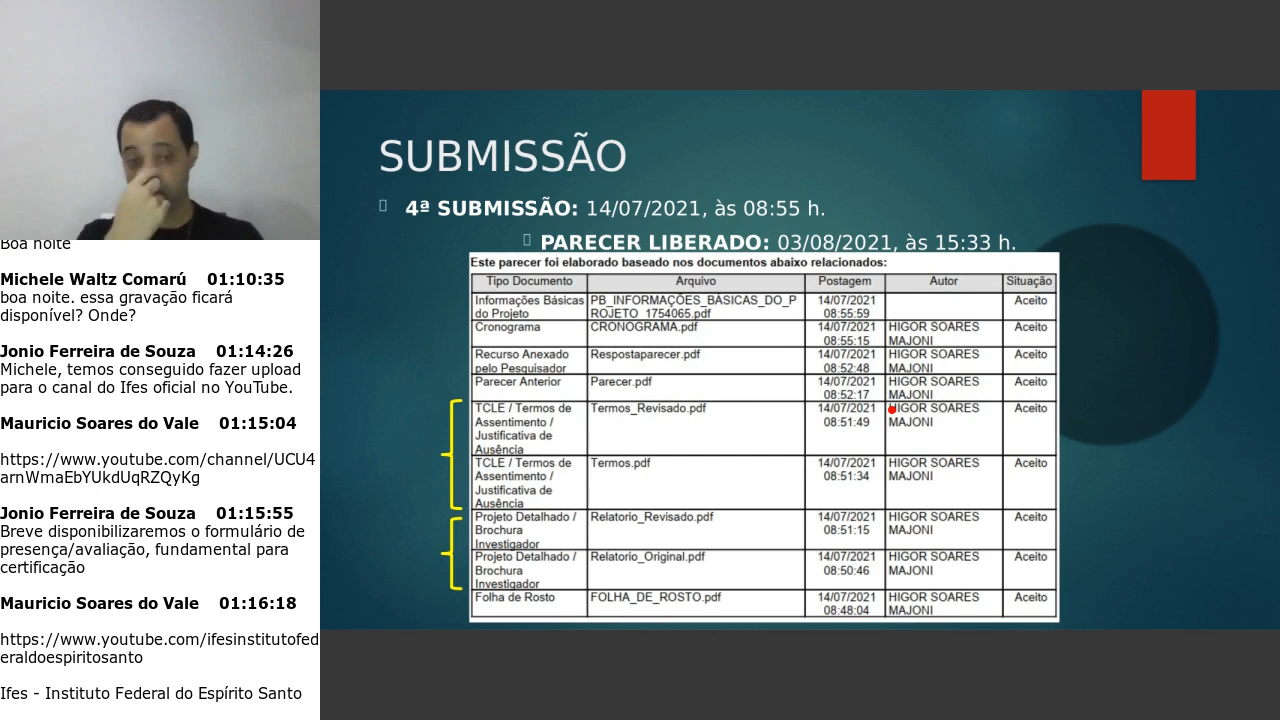 Boa noite
Michele Waltz Comarú 01:10:35
boa noite. essa gravação ficará
disponível? Onde?
Jonio Ferreira de Souza 01:14:26
Michele, temos conseguido fazer upload
para o canal do Ifes oficial no YouTube.
Mauricio Soares do Vale 01:15:04
https://www.youtube.com/channel/UCU4
arnWmaEbYUkdUqRZQyKg
Jonio Ferreira de Souza 01:15:55
Breve disponibilizaremos o formulário de
presença/avaliação, fundamental para
certificação
Mauricio Soares do Vale 01:16:18
https://www.youtube.com/ifesinstitutofed
eraldoespiritosanto
Ifes - Instituto Federal do Espírito Santo
SUBMISSÃO
4ª SUBMISSÃO: 14/07/2021, às 08:55 h.
PARECER LIBERADO: 03/08/2021, às 15:33 h.
Este parecer foi elaborado baseado nos documentos abaixo relacionados:
Tipo Documento Arquivo Postagem Autor Situação
Informações Básicas PB_INFORMAÇÕES_BÁSICAS_DO_P 14/07/2021 Aceito
do Projeto ROJETO_1754065.pdf 08:55:59
Cronograma CRONOGRAMA.pdf 14/07/2021 HIGOR SOARES Aceito
08:55:15 MAJONI
Recurso Anexado Respostaparecer.pdf 14/07/2021 HIGOR SOARES Aceito
pelo Pesquisador 08:52:48 MAJONI
Parecer Anterior Parecer.pdf 14/07/2021 HIGOR SOARES Aceito
08:52:17 MAJONI
TCLE / Termos de Termos_Revisado.pdf 14/07/2021 HIGOR SOARES Aceito
Assentimento / 08:51:49 MAJONI
Justificativa de
Ausência
TCLE / Termos de Termos.pdf 14/07/2021 HIGOR SOARES Aceito
Assentimento / 08:51:34 MAJONI
Justificativa de
Ausência
Projeto Detalhado / Relatorio_Revisado.pdf 14/07/2021 HIGOR SOARES Aceito
Brochura 08:51:15 MAJONI
Investigador
Projeto Detalhado / Relatorio_Original.pdf 14/07/2021 HIGOR SOARES Aceito
Brochura 08:50:46 MAJONI
Investigador
Folha de Rosto FOLHA_DE_ROSTO.pdf 14/07/2021 HIGOR SOARES Aceito
08:48:04 MAJONI